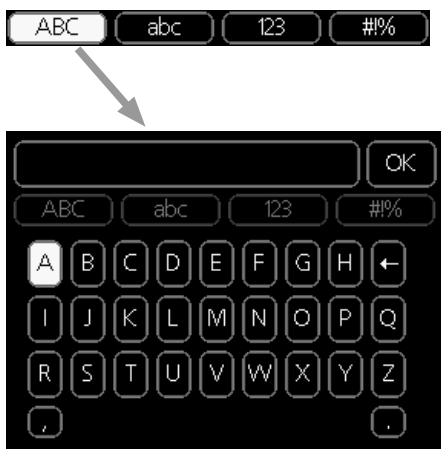 ABC abc 123 #!%
OK
ABC abc 123 #!%
A B C D E F G H ←
I J K L M N O P Q
R S T U V W X Y Z
, .